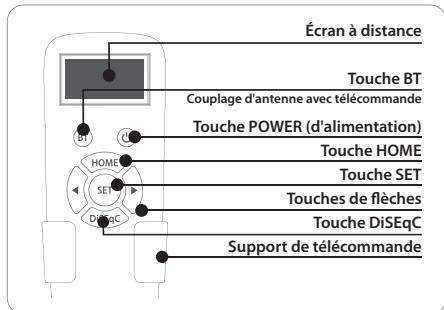 Écran à distance
Touche BT
Couplage d'antenne avec télécommande
Touche POWER (d'alimentation)
BT
Touche HOME
HOME
Touche SET
SET
Touches de flèches
Touche DiSEqC
DiSEqC
Support de télécommande